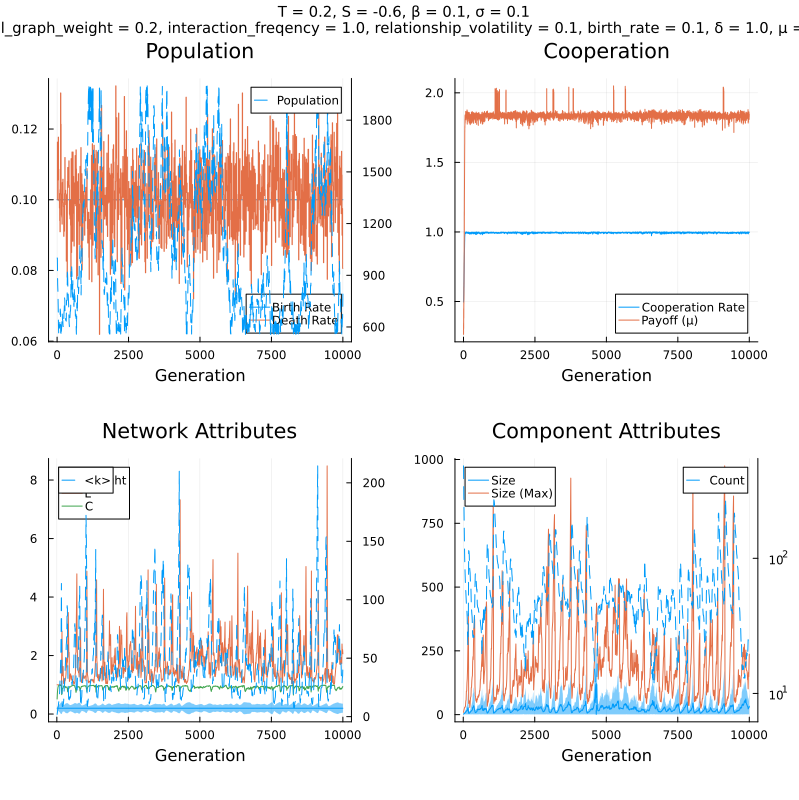 T = 0.2, S = -0.6, β = 0.1, σ = 0.1
l_graph_weight = 0.2, interaction_freqency = 1.0, relationship_volatility = 0.1, birth_rate = 0.1, δ = 1.0, μ =
Population
Cooperation
Population
0.12
0.10
0.08
0.06
1800
1500
1200
900
600
Birth Rate
Death Rate
0
2500
5000
7500
10000
Generation
2.0
1.5
1.0
0.5
Cooperation Rate
Payoff (μ)
0
2500
5000
7500
10000
Generation
Network Attributes
Component Attributes
<k>
ht
C
8
6
4
2
0
200
150
100
50
0
0
2500
5000
7500
10000
Generation
Size
Size (Max)
Count
1000
750
500
250
0
10²
10¹
0
2500
5000
7500
10000
Generation